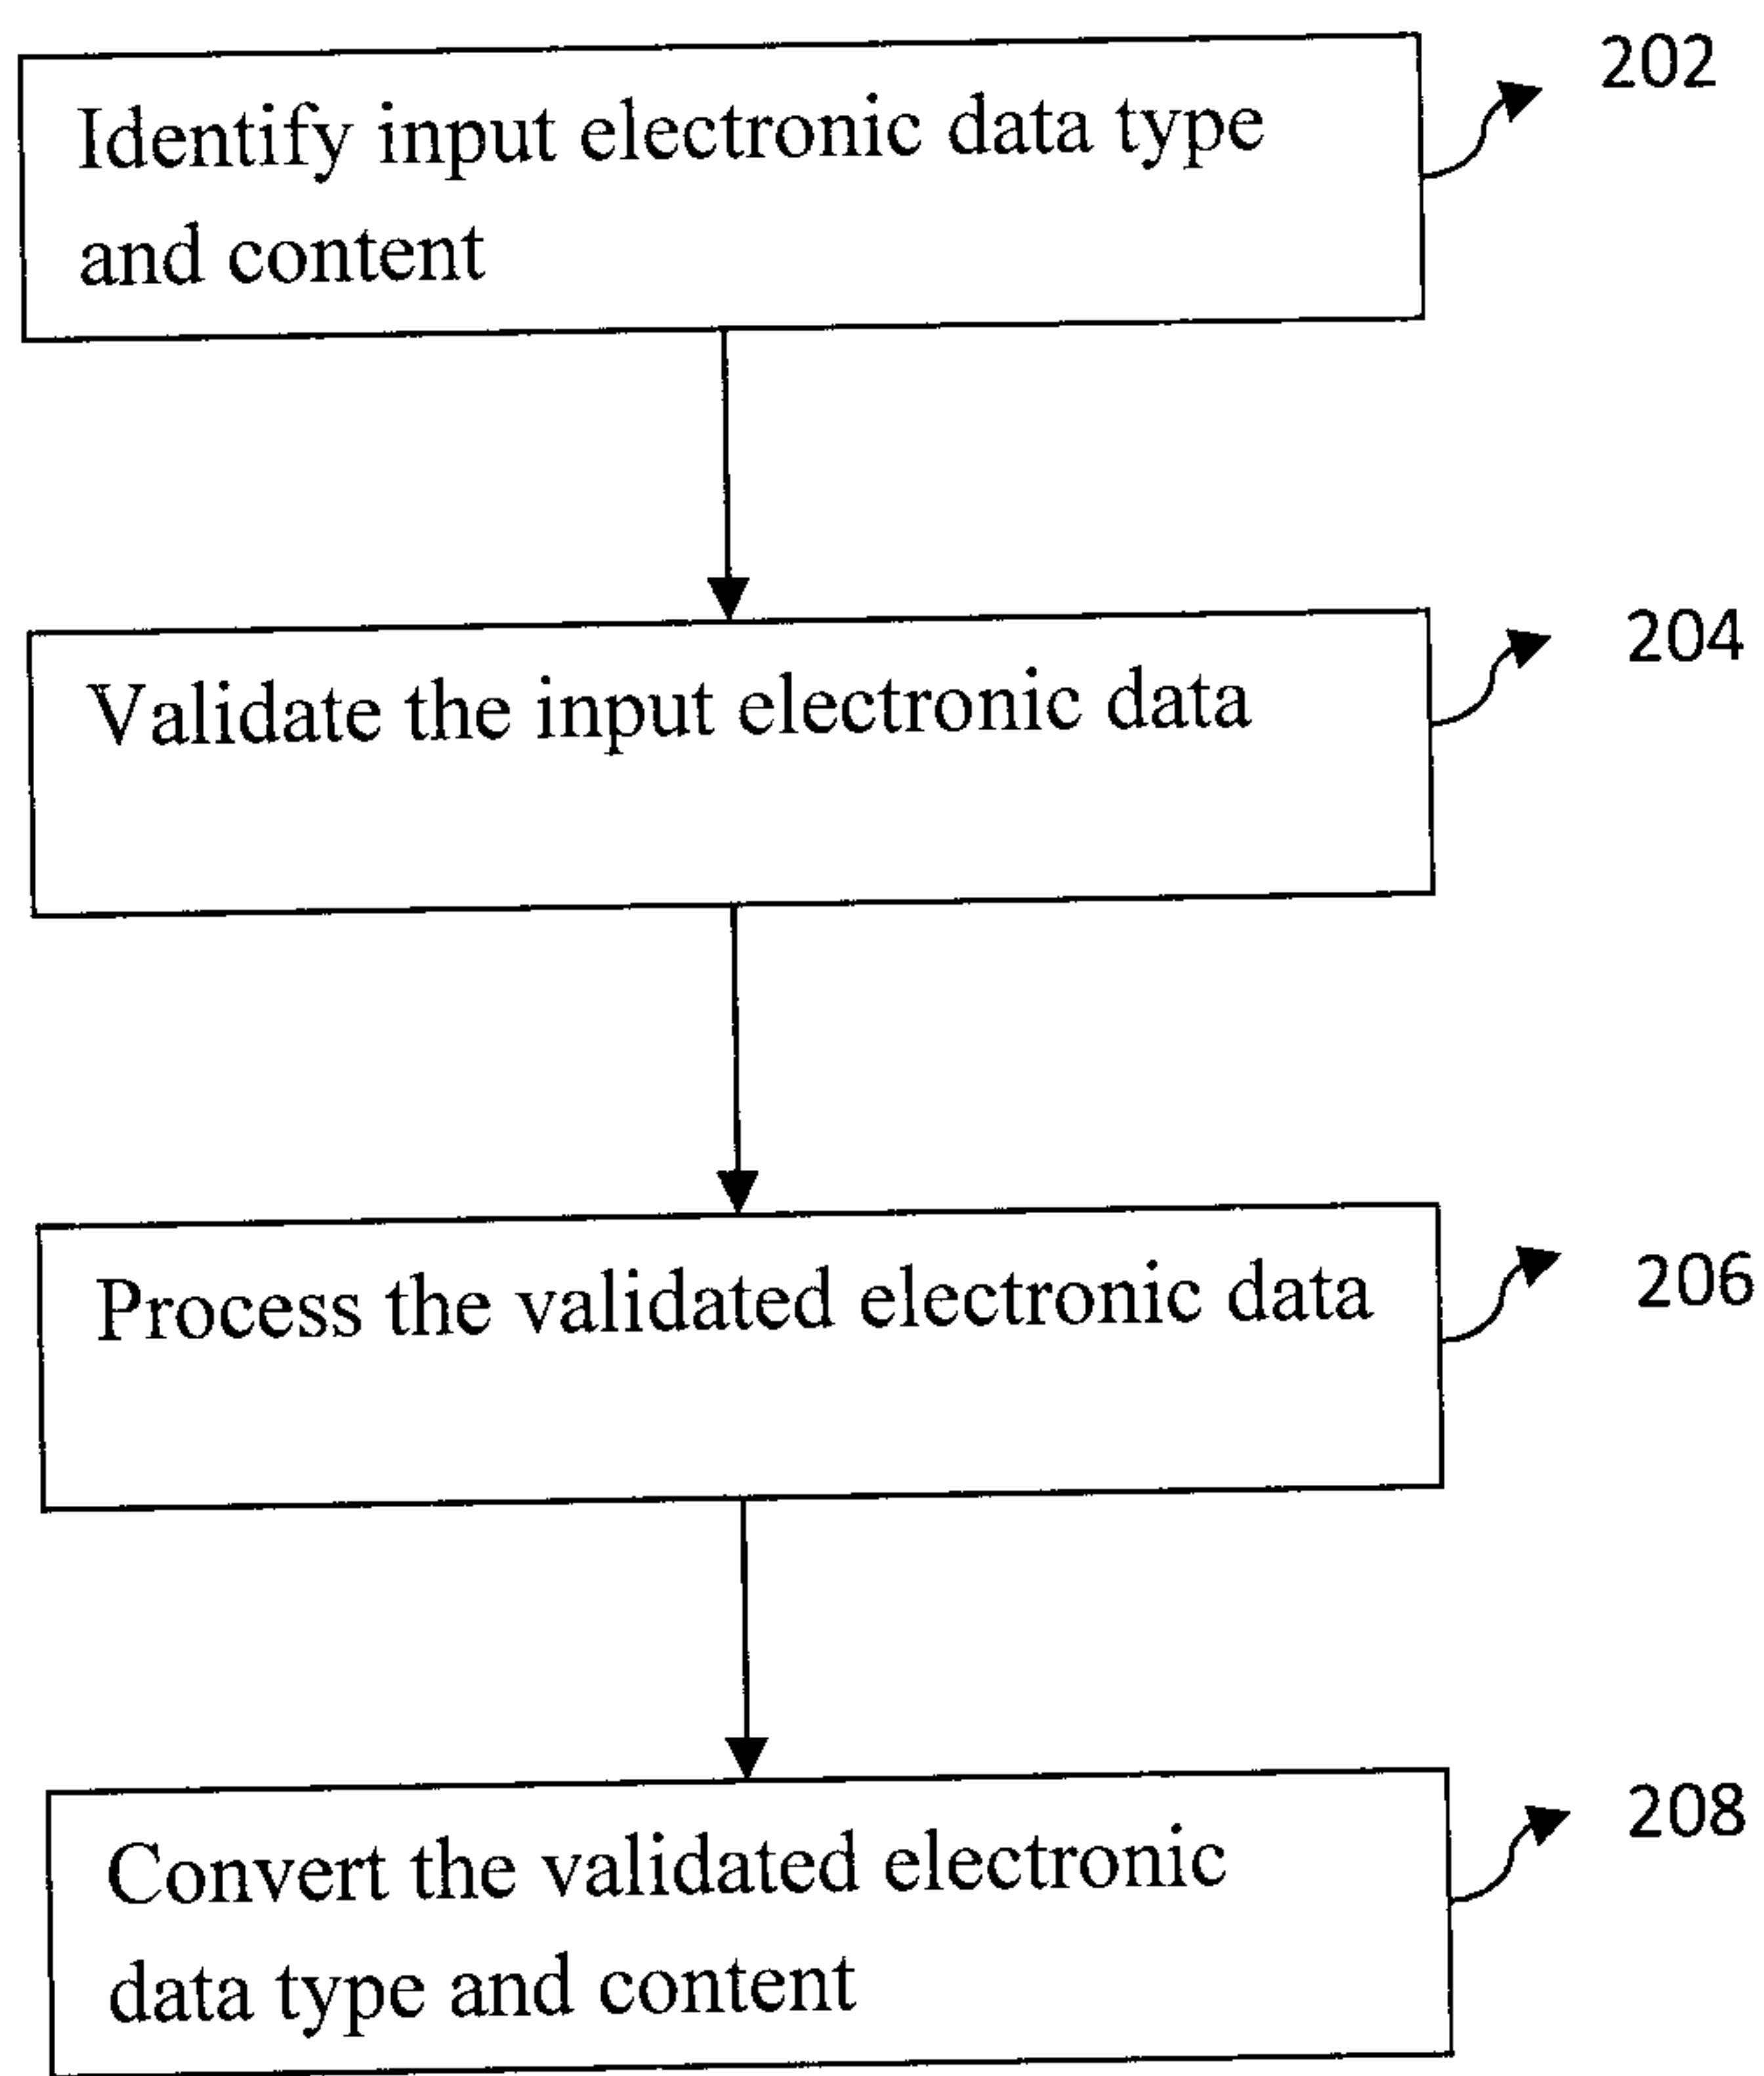 202
Identify input electronic data type
and content
204
Validate the input electronic data
206
Process the validated electronic data
208
Convert the validated electronic
data type and content